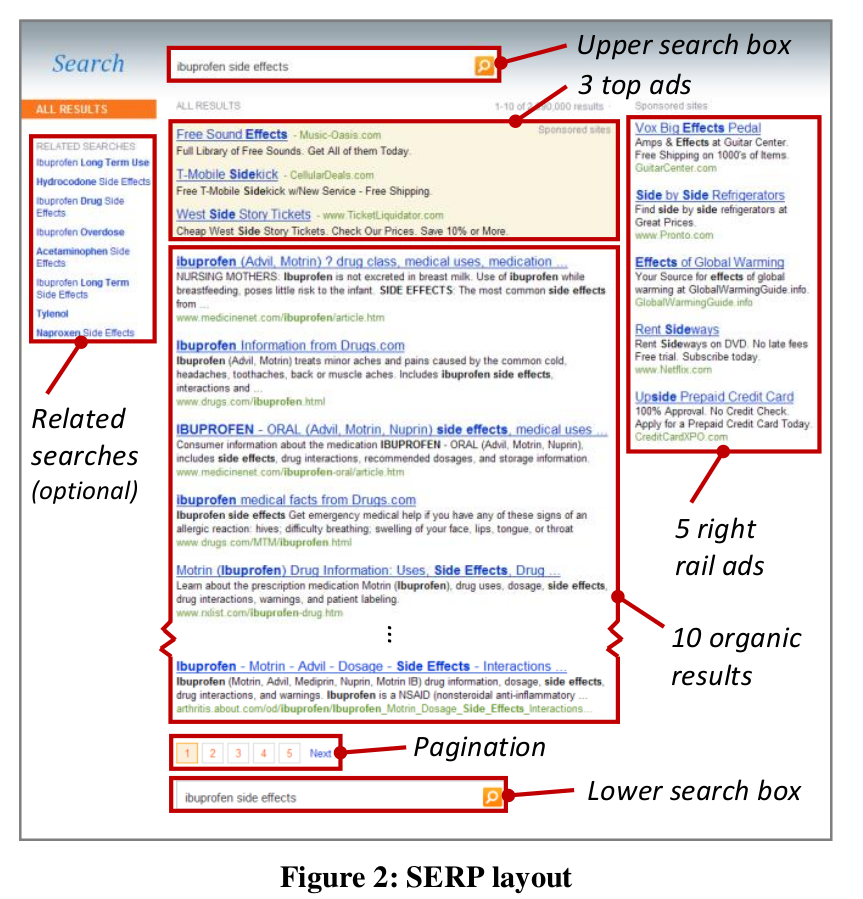 Search
ibuprofen side effects
Upper search box
3 top ads
ALL RESULTS
ALL RESULTS
1-10 of 2,    ,000 results ·
Sponsored sites
RELATED SEARCHES
Ibuprofen Long Term Use
Hydrocodone Side Effects
Ibuprofen Drug Side
Effects
Ibuprofen Overdose
Acetaminophen Side
Effects
Ibuprofen Long Term
Side Effects
Tylenol
Naproxen Side Effects
Related
searches
(optional)
Sponsored sites
Free Sound Effects - Music-Oasis.com
Full Library of Free Sounds. Get All of them Today.
T-Mobile Sidekick - CellularDeals.com
Free T-Mobile Sidekick w/New Service - Free Shipping.
West Side Story Tickets - www.TicketLiquidator.com
Cheap West Side Story Tickets. Check Our Prices. Save 10% or More.
ibuprofen (Advil, Motrin) ? drug class, medical uses, medication ...
NURSING MOTHERS: Ibuprofen is not excreted in breast milk. Use of ibuprofen while
breastfeeding, poses little risk to the infant. SIDE EFFECTS: The most common side effects
from ...
www.medicinenet.com/ibuprofen/article.htm
Ibuprofen Information from Drugs.com
Ibuprofen (Advil, Motrin) treats minor aches and pains caused by the common cold,
headaches, toothaches, back or muscle aches. Includes ibuprofen side effects,
interactions and ...
www.drugs.com/ibuprofen.html
IBUPROFEN - ORAL (Advil, Motrin, Nuprin) side effects, medical uses ...
Consumer information about the medication IBUPROFEN - ORAL (Advil, Motrin, Nuprin),
includes side effects, drug interactions, recommended dosages, and storage information.
www.medicinenet.com/ibuprofen-oral/article.htm
ibuprofen medical facts from Drugs.com
Ibuprofen side effects Get emergency medical help if you have any of these signs of an
allergic reaction: hives; difficulty breathing; swelling of your face, lips, tongue, or throat
www.drugs.com/MTM/ibuprofen.html
Motrin (Ibuprofen) Drug Information: Uses, Side Effects, Drug ...
Learn about the prescription medication Motrin (Ibuprofen), drug uses, dosage, side effects,
drug interactions, warnings, and patient labeling.
www.rxlist.com/ibuprofen-drug.htm
⋮
Ibuprofen - Motrin - Advil - Dosage - Side Effects - Interactions ...
Ibuprofen (Motrin, Advil, Mediprin, Nuprin, Motrin IB) drug information, dosage, side effects,
drug interactions, and warnings. Ibuprofen is a NSAID (nonsteroidal anti-inflammatory ...
arthritis.about.com/od/ibuprofen/Ibuprofen_Motrin_Dosage_Side_Effects_Interactions...
Vox Big Effects Pedal
Amps & Effects at Guitar Center.
Free Shipping on 1000's of Items.
GuitarCenter.com
Side by Side Refrigerators
Find side by side refrigerators at
Great Prices.
www.Pronto.com
Effects of Global Warming
Your Source for effects of global
warming at GlobalWarmingGuide.info.
GlobalWarmingGuide.info
Rent Sideways
Rent Sideways on DVD. No late fees
Free trial. Subscribe today.
www.Netflix.com
Upside Prepaid Credit Card
100% Approval. No Credit Check.
Apply for a Prepaid Credit Card Today.
CreditCardXPO.com
5 right
rail ads
10 organic
results
1 2 3 4 5 Next
Pagination
ibuprofen side effects
Lower search box
Figure 2: SERP layout